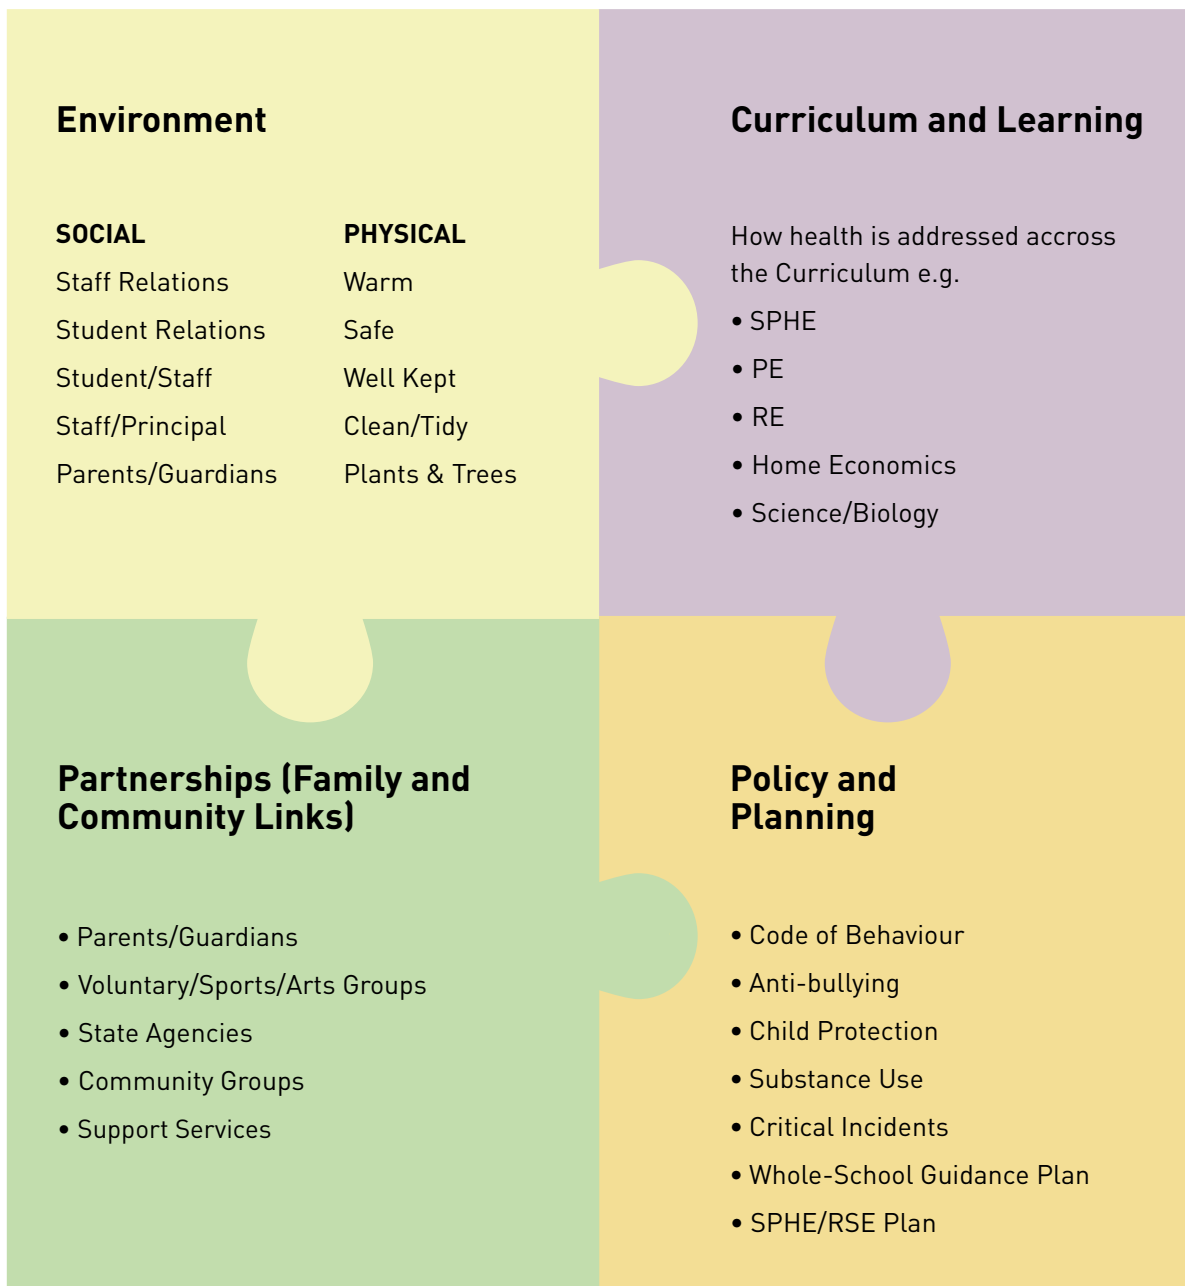 Environment
SOCIAL
Staff Relations
Student Relations
Student/Staff
Staff/Principal
Parents/Guardians
PHYSICAL
Warm
Safe
Well Kept
Clean/Tidy
Plants & Trees
Curriculum and Learning
How health is addressed accross
the Curriculum e.g.
• SPHE
• PE
• RE
• Home Economics
• Science/Biology
Partnerships (Family and
Community Links)
• Parents/Guardians
• Voluntary/Sports/Arts Groups
• State Agencies
• Community Groups
• Support Services
Policy and
Planning
• Code of Behaviour
• Anti-bullying
• Child Protection
• Substance Use
• Critical Incidents
• Whole-School Guidance Plan
• SPHE/RSE Plan